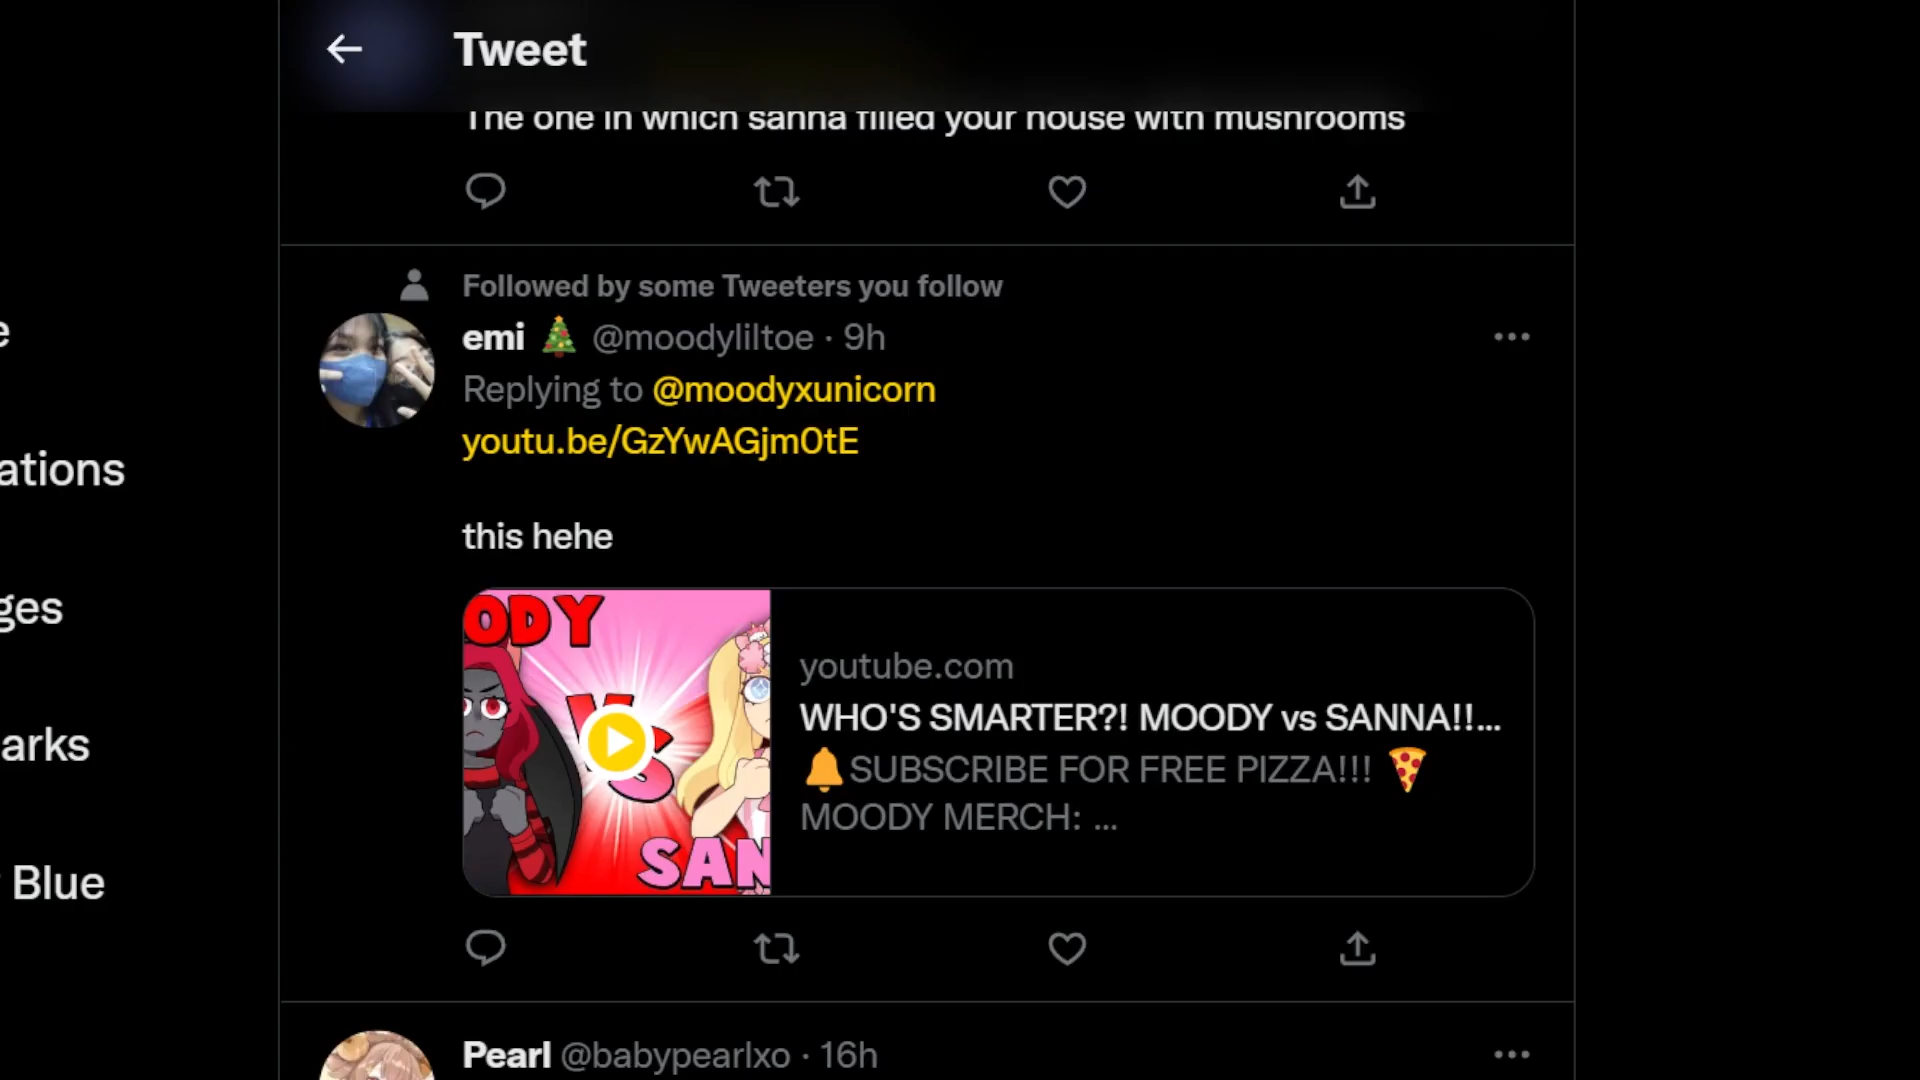 Tweet
The one in which sanna filled your house with mushrooms
Followed by some Tweeters you follow
emi 🎄 @moodyliltoe · 9h
Replying to @moodyxunicorn
youtu.be/GzYwAGjm0tE
ations
this hehe
ges
ODY
VS
SAN
youtube.com
WHO'S SMARTER?! MOODY vs SANNA!!...
🔔SUBSCRIBE FOR FREE PIZZA!!! 🍕
MOODY MERCH: ...
arks
Blue
Pearl @babypearlxo · 16h